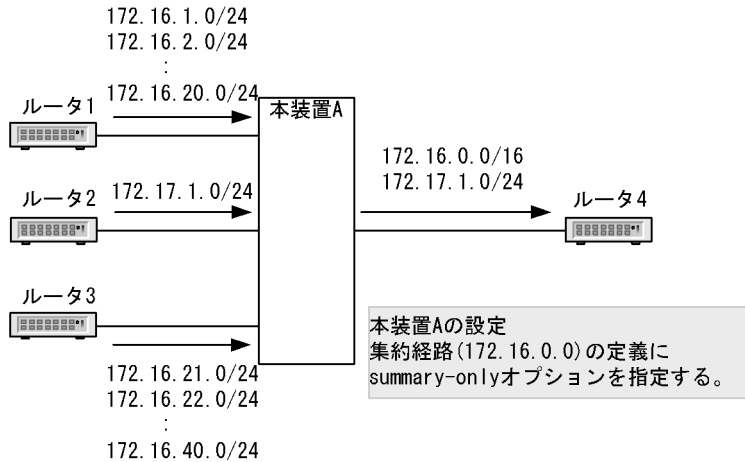 172.16.1.0/24
172.16.2.0/24
:
172.16.20.0/24
ルータ1
本装置A
172.16.0.0/16
172.17.1.0/24
ルータ2
172.17.1.0/24
ルータ4
ルータ3
172.16.21.0/24
172.16.22.0/24
:
172.16.40.0/24
本装置Aの設定
集約経路(172.16.0.0)の定義に
summary-onlyオプションを指定する。